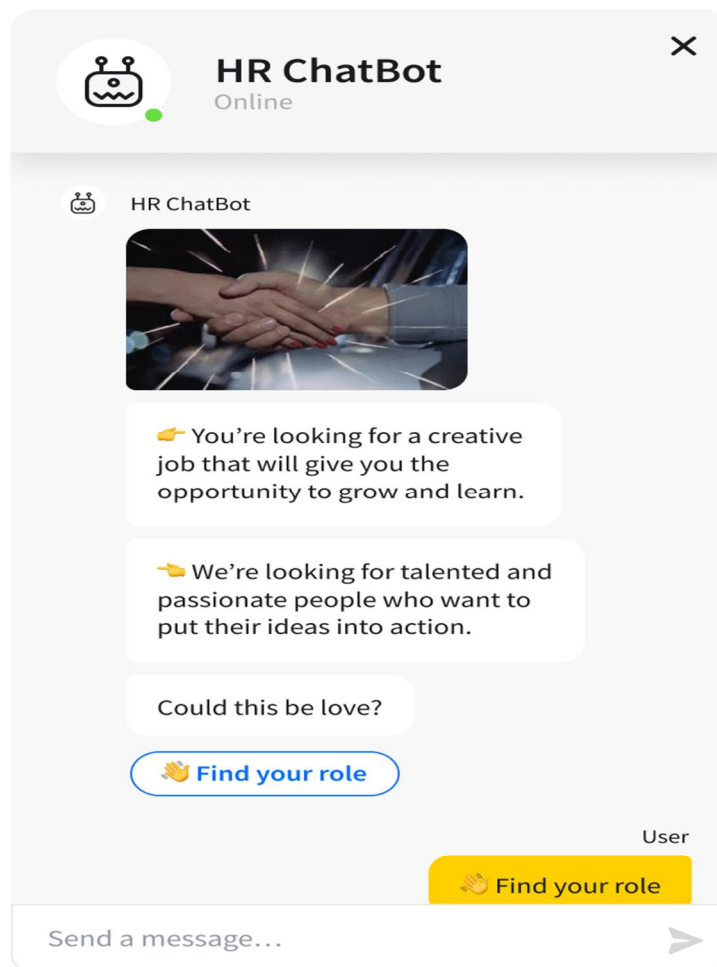 HR ChatBot
Online
HR ChatBot
👉 You’re looking for a creative
job that will give you the
opportunity to grow and learn.
👈 We’re looking for talented and
passionate people who want to
put their ideas into action.
Could this be love?
👋 Find your role
User
👋 Find your role
Send a message...